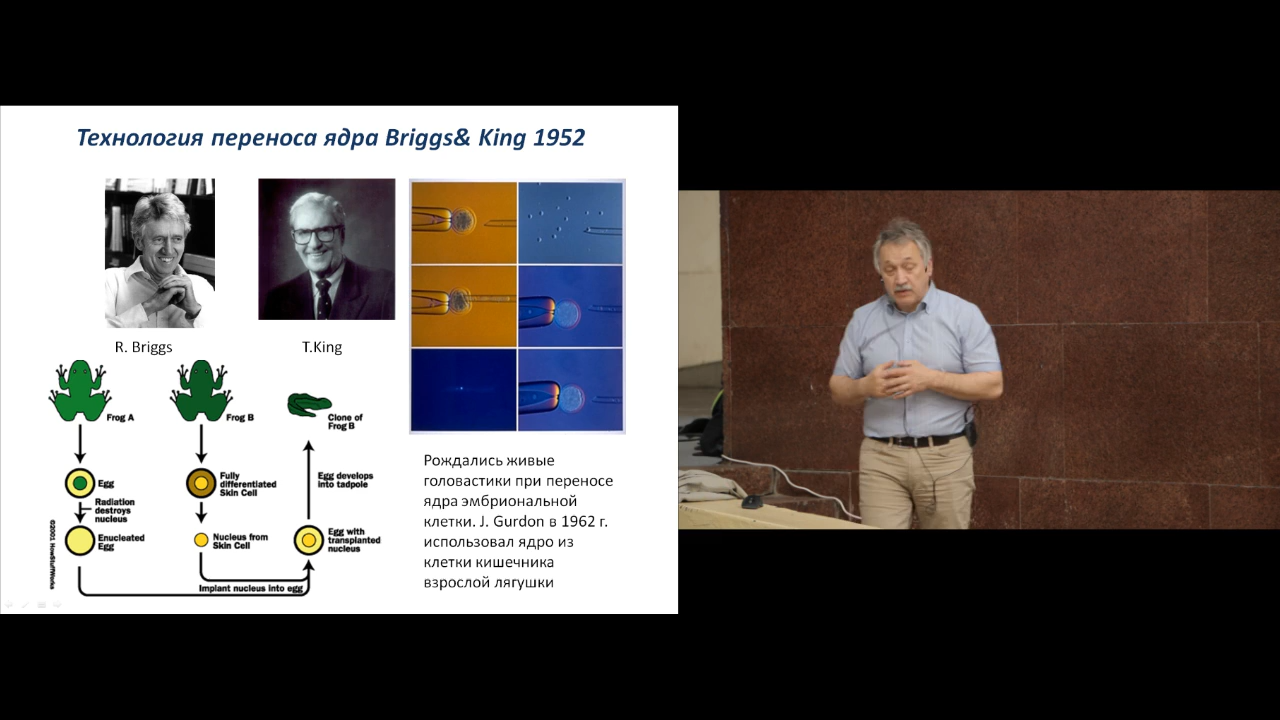 Технология переноса ядра Briggs& King 1952
R. Briggs
T.King
Frog A
Frog B
Clone of
Frog B
Egg
Radiation
destroys
nucleus
Enucleated
Egg
Fully
differentiated
Skin Cell
Nucleus from
Skin Cell
Egg develops
into tadpole
Egg with
transplanted
nucleus
Implant nucleus into egg
©2001 HowStuffWorks
Рождались живые
головастики при переносе
ядра эмбриональной
клетки. J. Gurdon в 1962 г.
использовал ядро из
клетки кишечника
взрослой лягушки